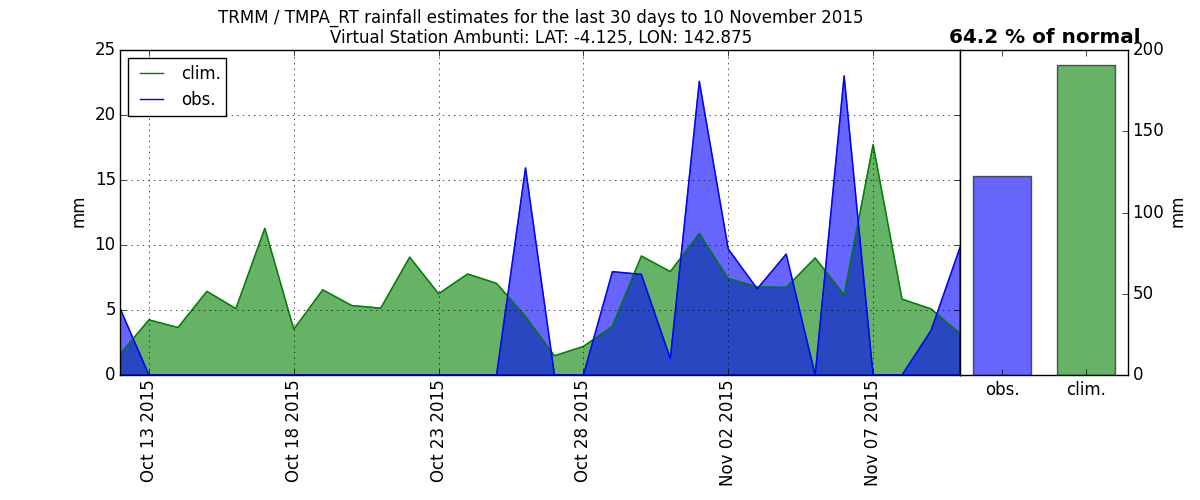 TRMM / TMPA_RT rainfall estimates for the last 30 days to 10 November 2015
Virtual Station Ambunti: LAT: -4.125, LON: 142.875
64.2 % of normal
clim.
obs.
25
20
15
10
5
0
mm
Oct 13 2015
Oct 18 2015
Oct 23 2015
Oct 28 2015
Nov 02 2015
Nov 07 2015
200
150
100
50
0
mm
obs.
clim.